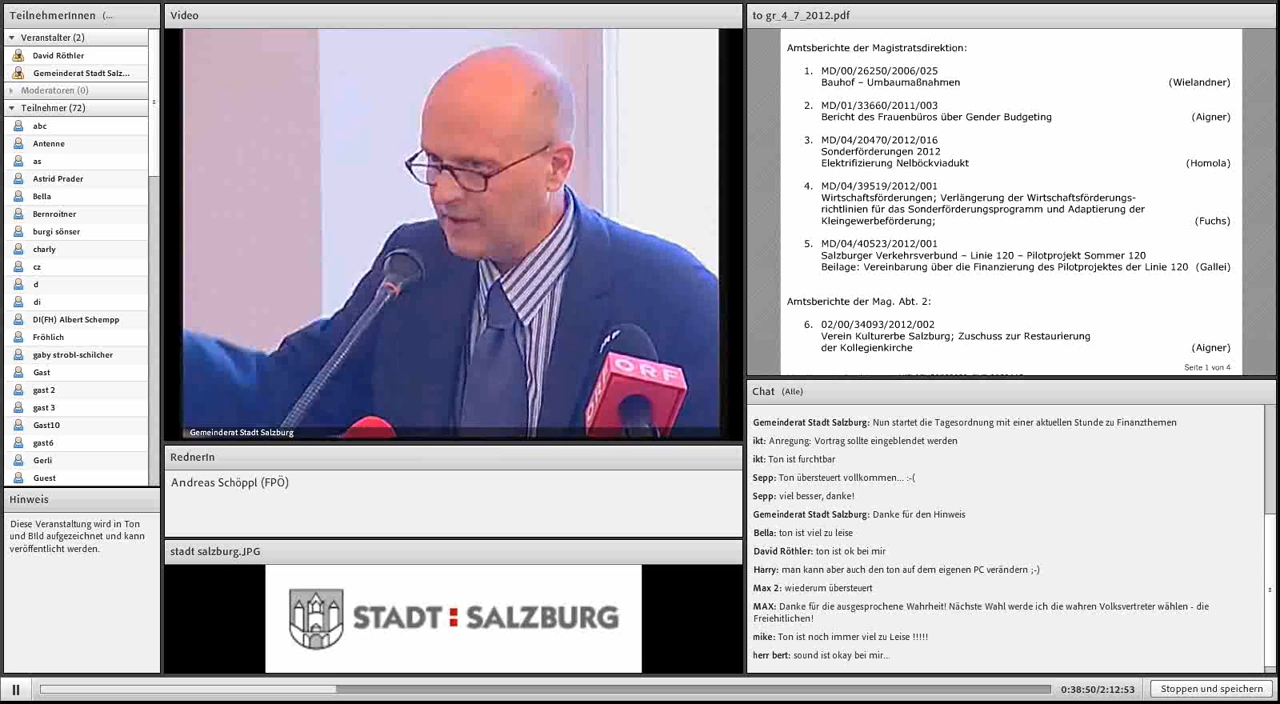 TeilnehmerInnen (...
Veranstalter (2)
David Röthler
Gemeinderat Stadt Salz...
Moderatoren (0)
Teilnehmer (72)
abc
Antenne
as
Astrid Prader
Bella
Bernroitner
burgi sönser
charly
cz
d
di
DI(FH) Albert Schempp
Fröhlich
gaby strobl-schilcher
Gast
gast 2
gast 3
Gast10
gast6
Gerli
Guest
Hinweis
Diese Veranstaltung wird in Ton
und BIld aufgezeichnet und kann
veröffentlicht werden.
Video
ORF
Gemeinderat Stadt Salzburg
RednerIn
Andreas Schöppl (FPÖ)
stadt salzburg.JPG
STADT:SALZBURG
to gr_4_7_2012.pdf
Amtsberichte der Magistratsdirektion:
1. MD/00/26250/2006/025
Bauhof – Umbaumaßnahmen (Wielandner)
2. MD/01/33660/2011/003
Bericht des Frauenbüros über Gender Budgeting (Aigner)
3. MD/04/20470/2012/016
Sonderförderungen 2012
Elektrifizierung Nelböckviadukt (Homola)
4. MD/04/39519/2012/001
Wirtschaftsförderungen; Verlängerung der Wirtschaftsförderungs-
richtlinien für das Sonderförderungsprogramm und Adaptierung der
Kleingewerbeförderung; (Fuchs)
5. MD/04/40523/2012/001
Salzburger Verkehrsverbund – Linie 120 – Pilotprojekt Sommer 120
Beilage: Vereinbarung über die Finanzierung des Pilotprojektes der Linie 120 (Gallei)
Amtsberichte der Mag. Abt. 2:
6. 02/00/34093/2012/002
Verein Kulturerbe Salzburg; Zuschuss zur Restaurierung
der Kollegienkirche (Aigner)
Seite 1 von 4
Chat (Alle)
Gemeinderat Stadt Salzburg: Nun startet die Tagesordnung mit einer aktuellen Stunde zu Finanzthemen
ikt: Anregung: Vortrag sollte eingeblendet werden
ikt: Ton ist furchtbar
Sepp: Ton übersteuert vollkommen... :-(
Sepp: viel besser, danke!
Gemeinderat Stadt Salzburg: Danke für den Hinweis
Bella: ton ist viel zu leise
David Röthler: ton ist ok bei mir
Harry: man kann aber auch den ton auf dem eigenen PC verändern ;-)
Max 2: wiederum übersteuert
MAX: Danke für die ausgesprochene Wahrheit! Nächste Wahl werde ich die wahren Volksvertreter wählen - die
Freiehitlichen!
mike: Ton ist noch immer viel zu Leise !!!!!
herr bert: sound ist okay bei mir...
0:38:50/2:12:53
Stoppen und speichern